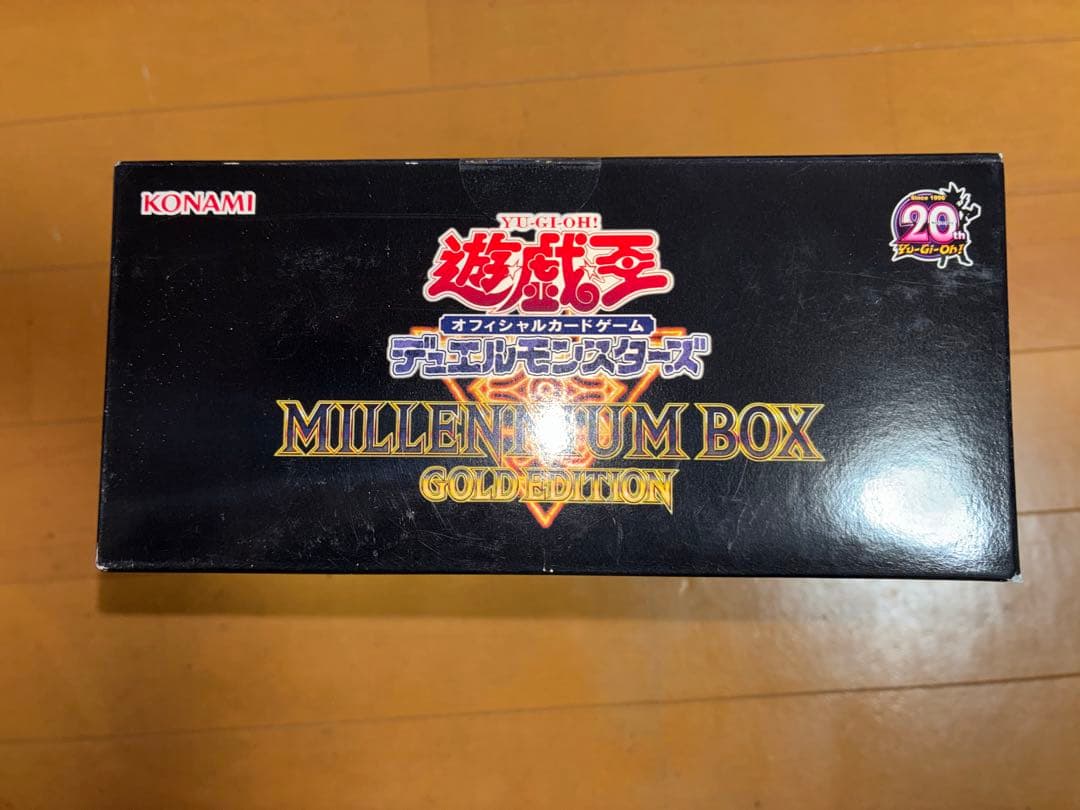 KONAMI
Since 1996
20th
Yu-Gi-Oh!
YU-GI-OH!
遊戯王
オフィシャルカードゲーム
デュエルモンスターズ
MILLENNIUM BOX
GOLD EDITION